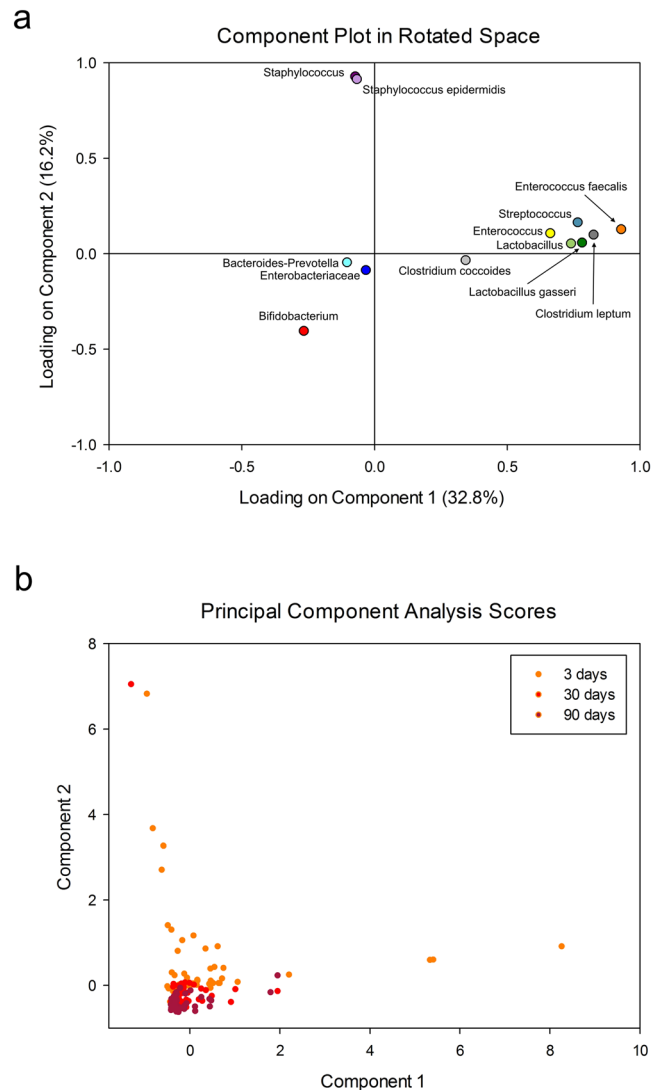 a
Component Plot in Rotated Space
Loading on Component 2 (16.2%)
1.0
0.5
0.0
-0.5
-1.0
Staphylococcus
Staphylococcus epidermidis
Enterococcus faecalis
Streptococcus
Enterococcus
Lactobacillus
Bacteroides-Prevotella
Enterobacteriaceae
Clostridium coccoides
Lactobacillus gasseri
Clostridium leptum
Bifidobacterium
-1.0 -0.5 0.0 0.5 1.0
Loading on Component 1 (32.8%)
b
Principal Component Analysis Scores
Component 2
8
6
4
2
0
3 days
30 days
90 days
0 2 4 6 8 10
Component 1